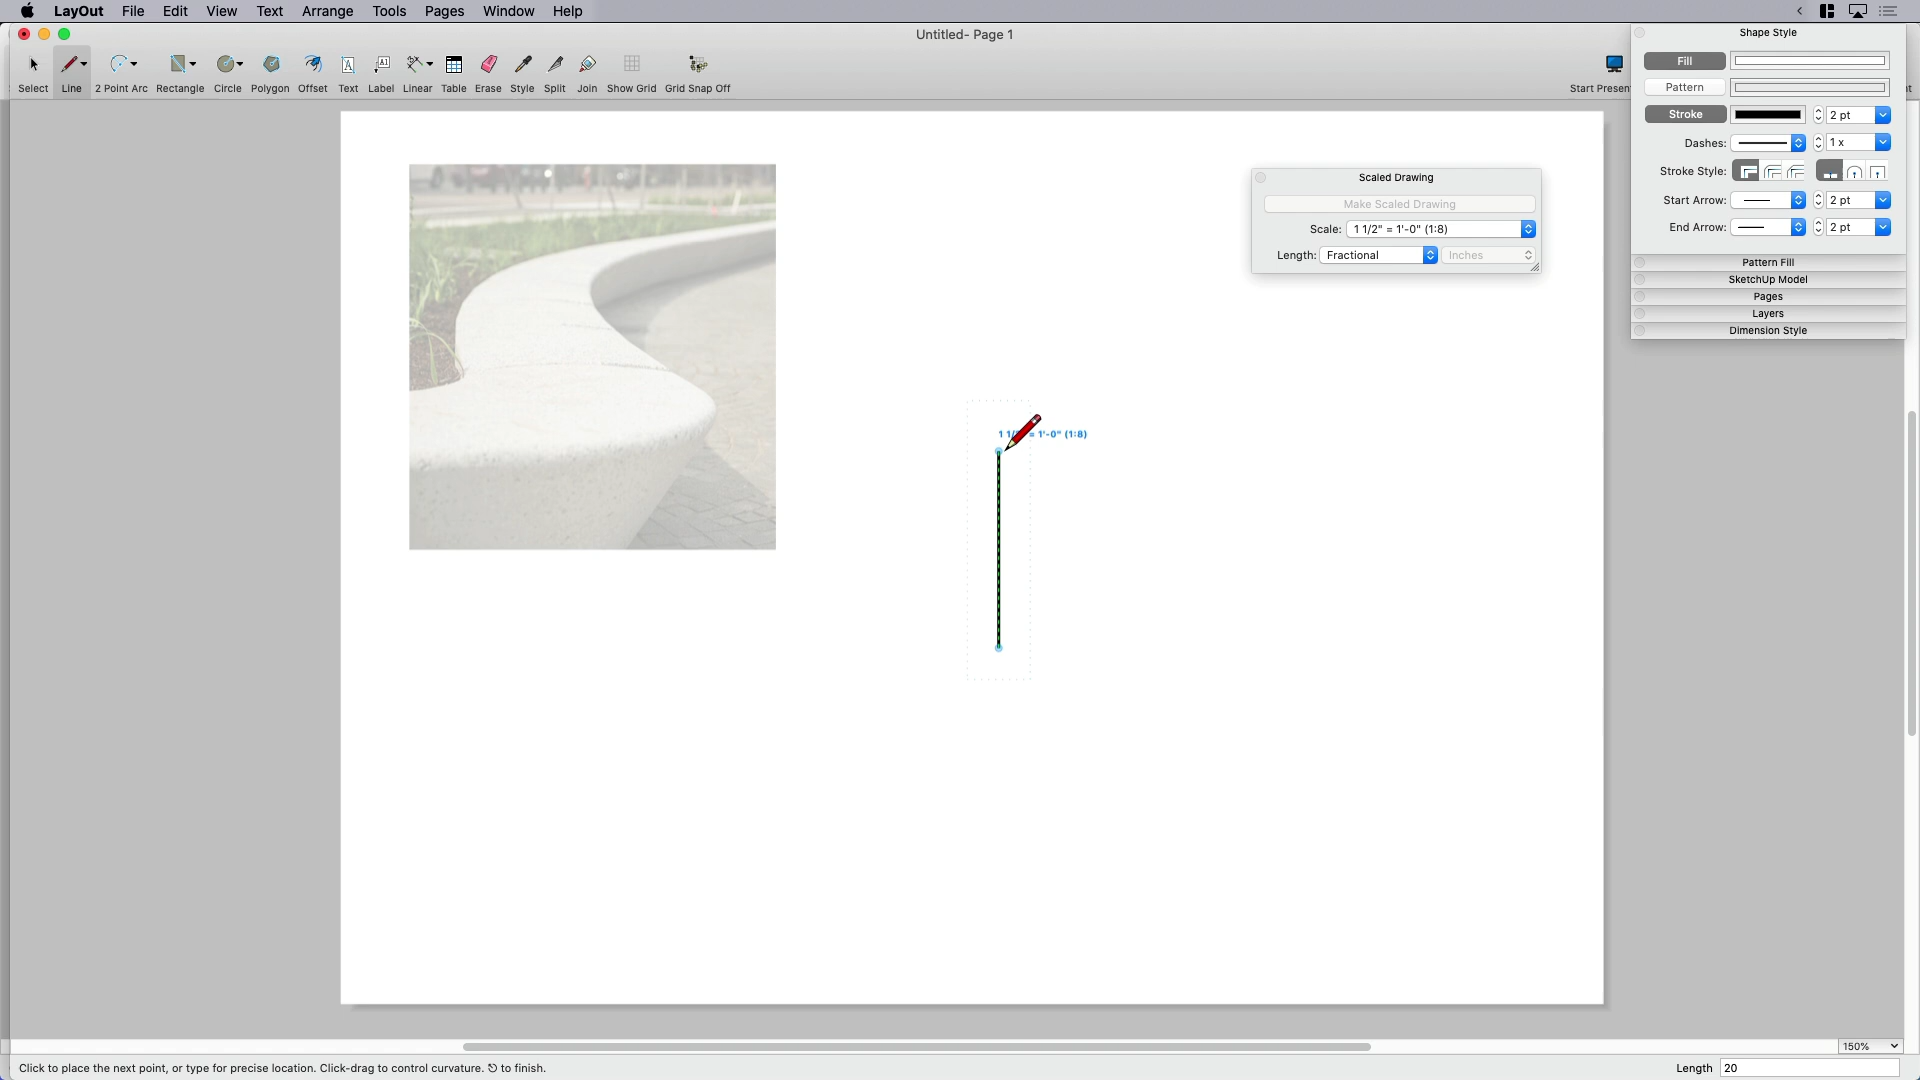 LayOut File Edit View Text Arrange Tools Pages Window Help
Untitled- Page 1
Select Line 2 Point Arc Rectangle Circle Polygon Offset Text Label Linear Table Erase Style Split Join Show Grid Grid Snap Off Start Presen
Shape Style
Fill
Pattern
Stroke 2 pt
Dashes: 1 x
Stroke Style:
Start Arrow: 2 pt
End Arrow: 2 pt
Pattern Fill
SketchUp Model
Pages
Layers
Dimension Style
Scaled Drawing
Make Scaled Drawing
Scale: 1 1/2" = 1'-0" (1:8)
Length: Fractional Inches
= 1'-0" (1:8)
150%
Click to place the next point, or type for precise location. Click-drag to control curvature. ⎋ to finish.
Length 20